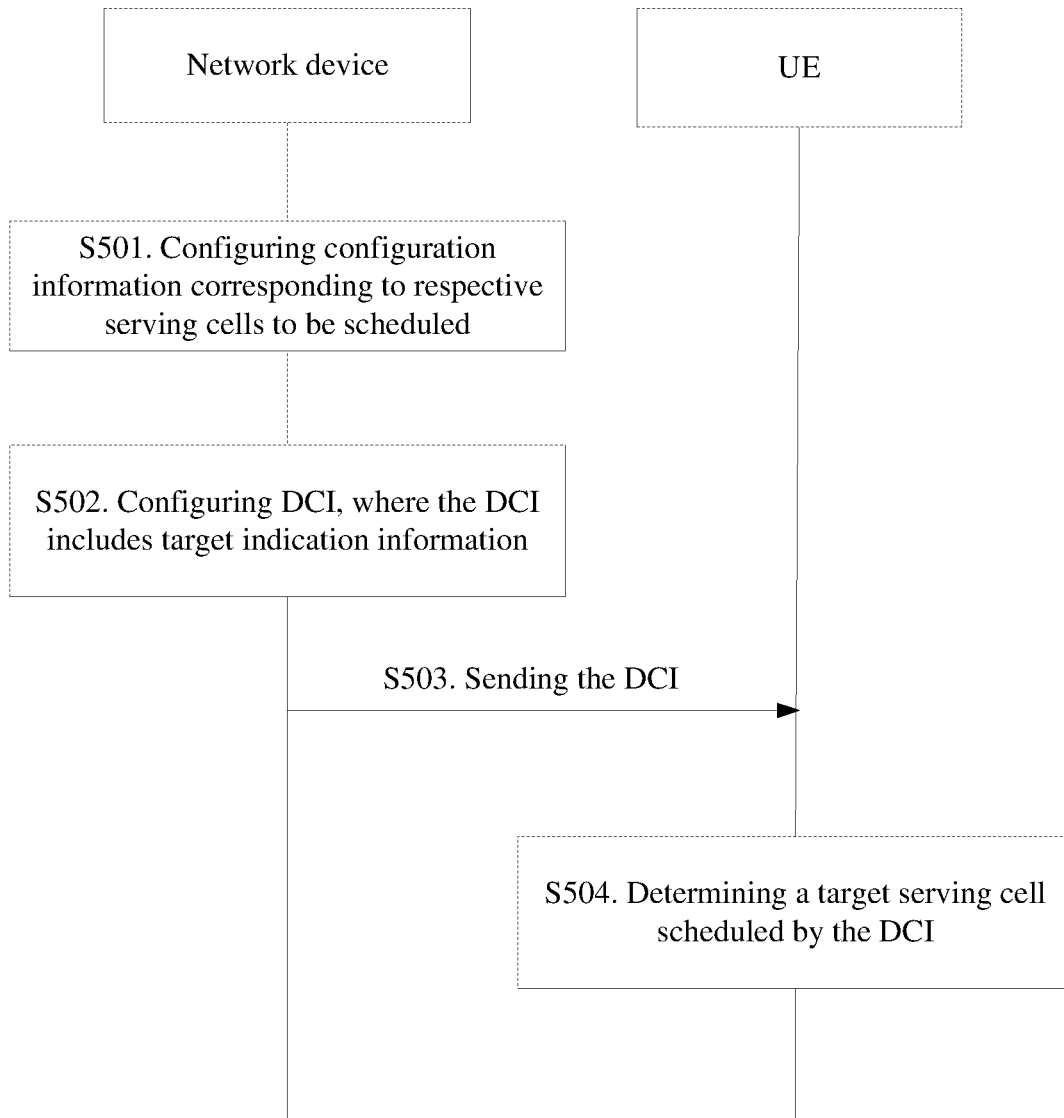 Network device
UE
S501. Configuring configuration
information corresponding to respective
serving cells to be scheduled
S502. Configuring DCI, where the DCI
includes target indication information
S503. Sending the DCI
S504. Determining a target serving cell
scheduled by the DCI